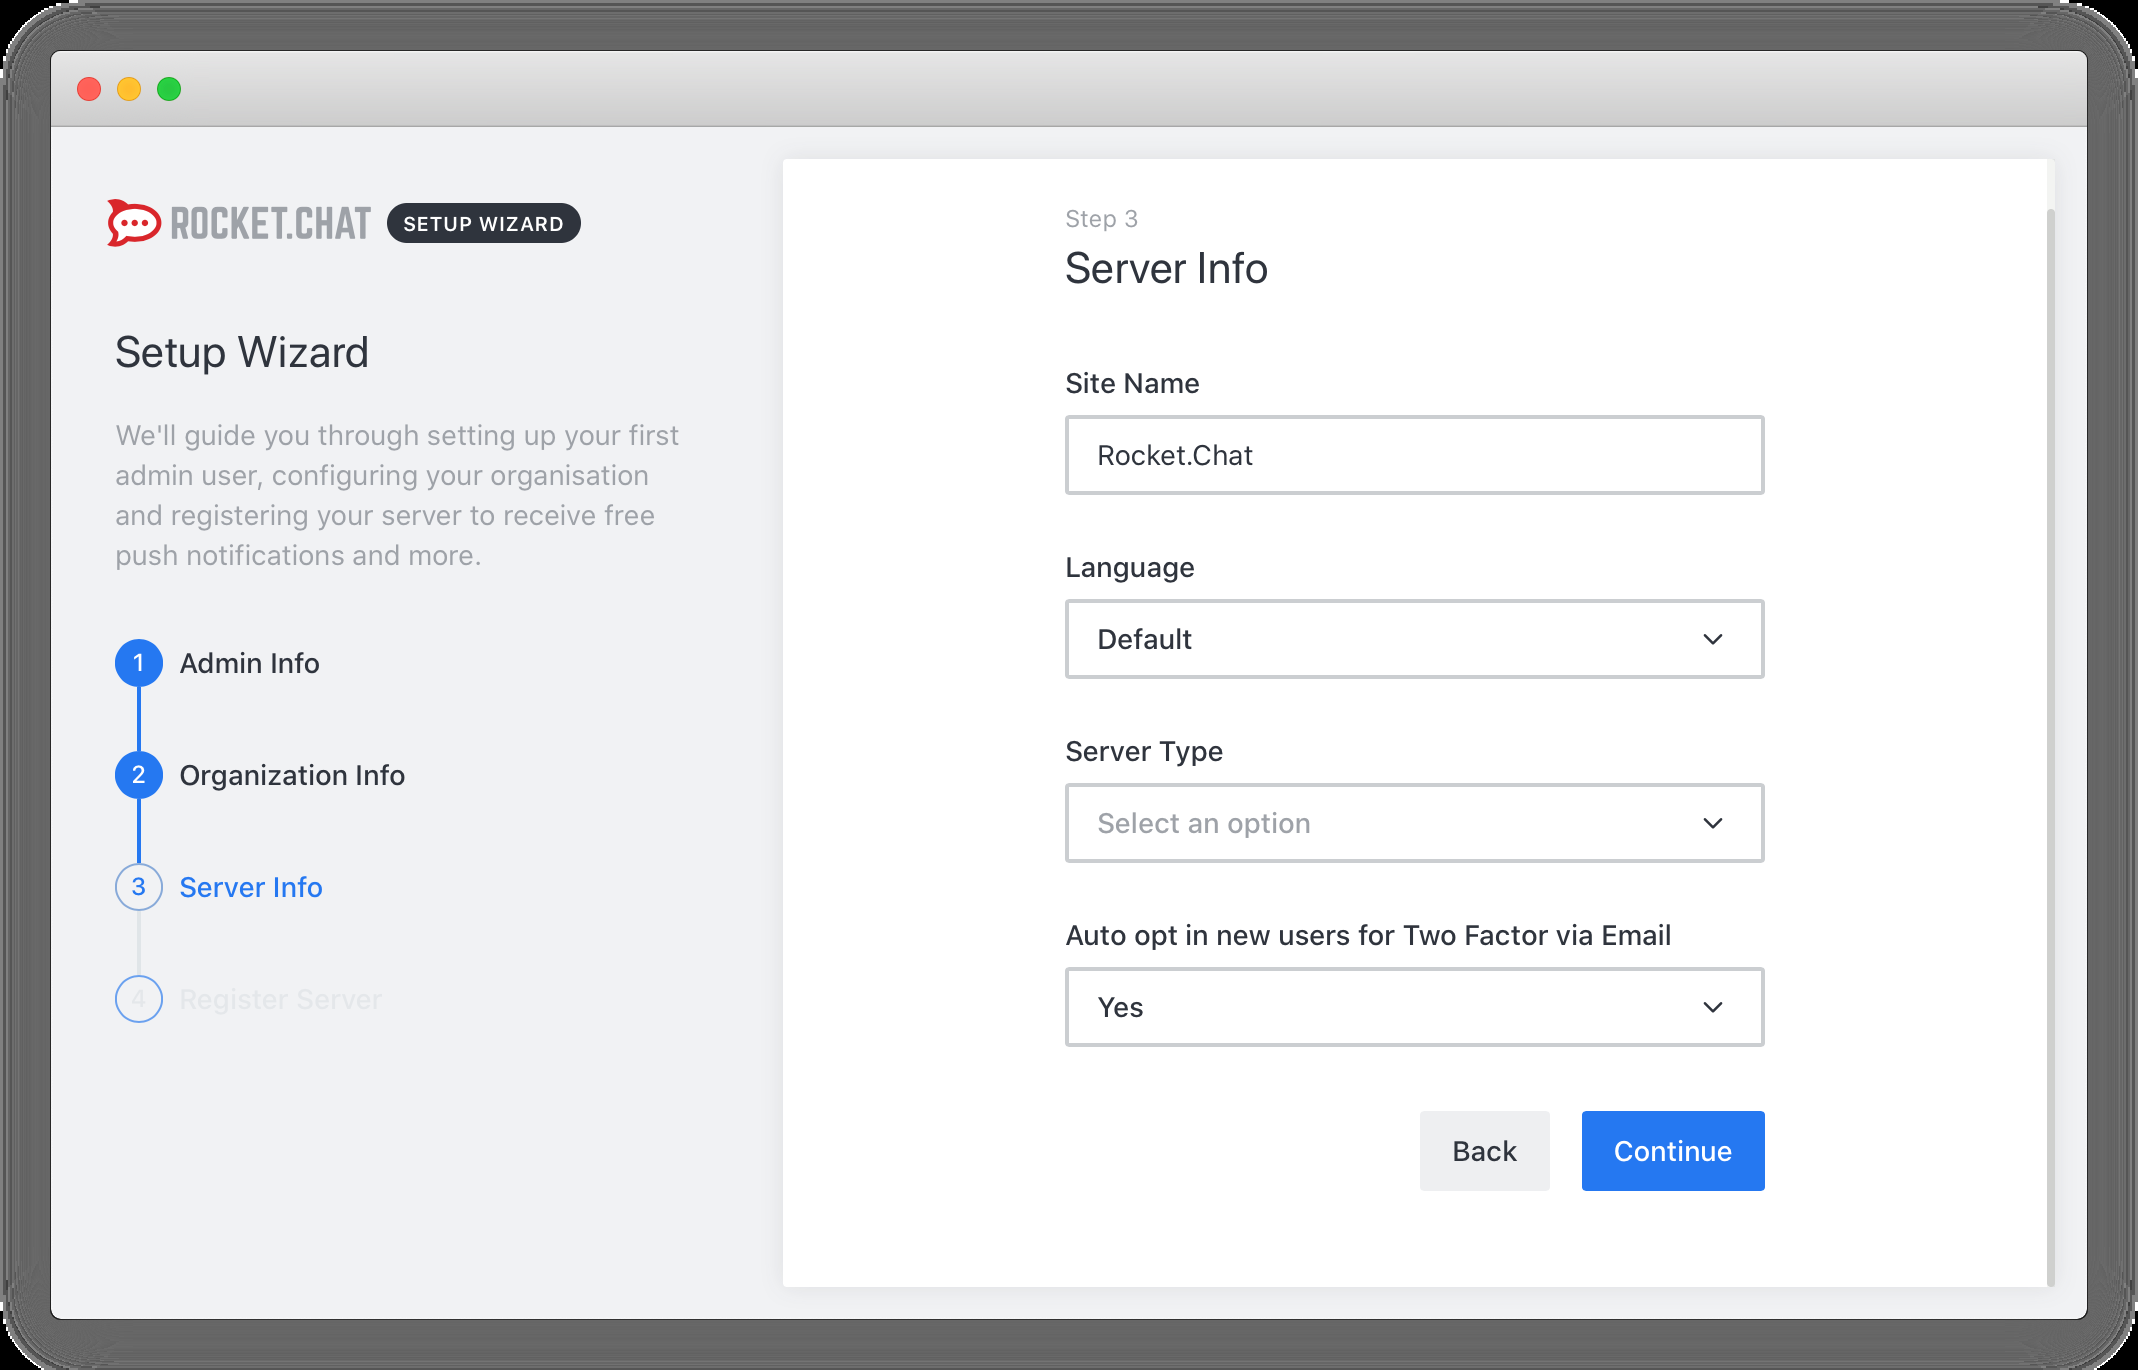 ROCKET.CHAT SETUP WIZARD
Setup Wizard
We'll guide you through setting up your first
admin user, configuring your organisation
and registering your server to receive free
push notifications and more.
1 Admin Info
2 Organization Info
3 Server Info
4 Register Server
Step 3
Server Info
Site Name
Rocket.Chat
Language
Default
Server Type
Select an option
Auto opt in new users for Two Factor via Email
Yes
Back Continue